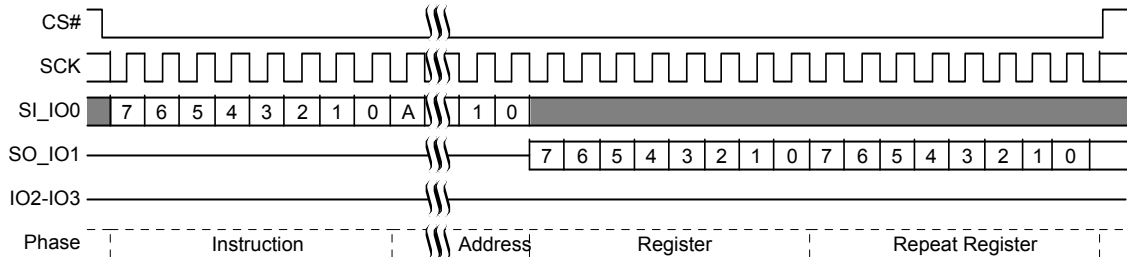 CS#
SCK
SI_IO0 7 6 5 4 3 2 1 0 A 1 0
SO_IO1 7 6 5 4 3 2 1 0 7 6 5 4 3 2 1 0
IO2-IO3
Phase Instruction Address Register Repeat Register